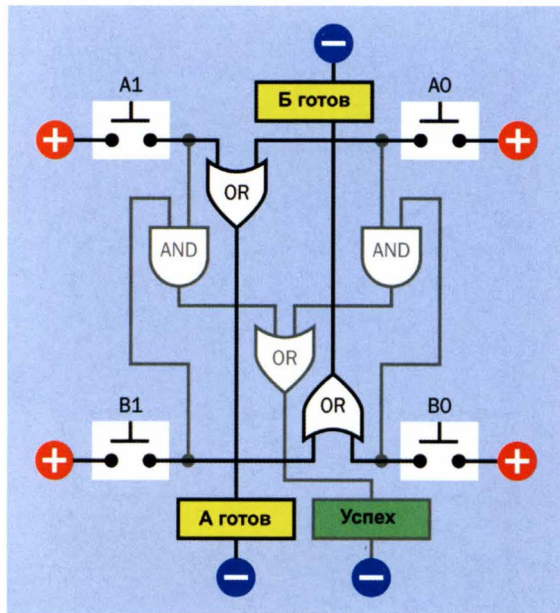 Б готов
A1
A0
OR
AND
AND
OR
OR
B1
B0
А готов
Успех